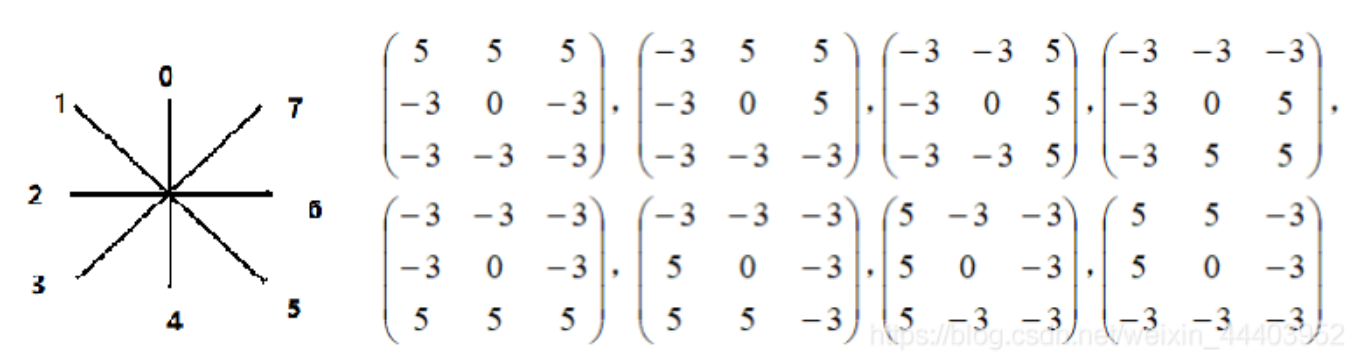 0
1 7
2 6
3 5
4
5 5 5 -3 5 5 -3 -3 5 -3 -3 -3
-3 0 -3 , -3 0 5 , -3 0 5 , -3 0 5 ,
-3 -3 -3 -3 -3 -3 -3 -3 5 -3 5 5
-3 -3 -3 -3 -3 -3 5 -3 -3 5 5 -3
-3 0 -3 , 5 0 -3 , 5 0 -3 , 5 0 -3
5 5 5 5 5 -3 5 -3 -3 -3 -3 -3
https://blog.csdn.net/weixin_44403952